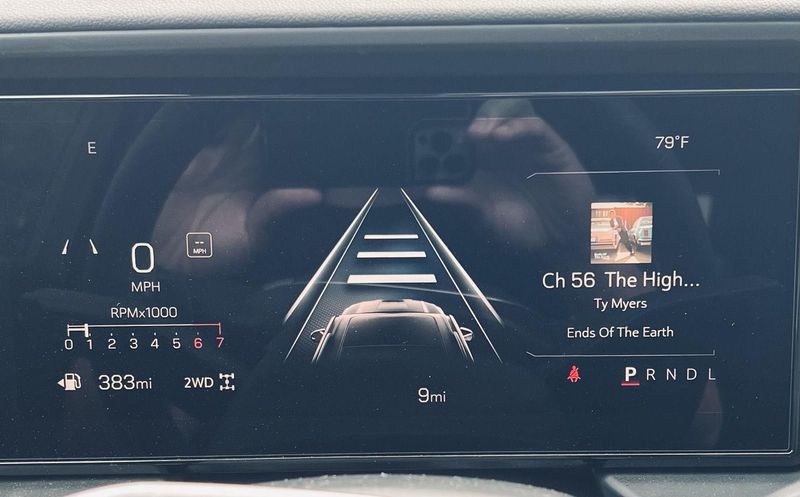 E
79°F
--
MPH
0
MPH
Ch 56 The High...
Ty Myers
RPMx1000
Ends Of The Earth
0 1 2 3 4 5 6 7
383mi
2WD
9mi
P R N D L